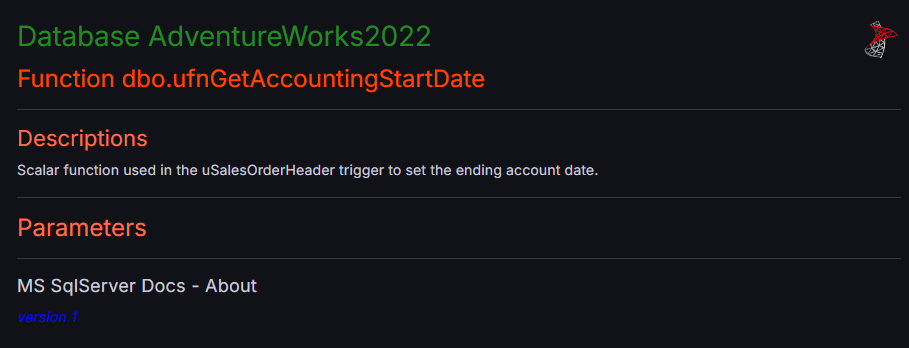 Database AdventureWorks2022
Function dbo.ufnGetAccountingStartDate
Descriptions
Scalar function used in the uSalesOrderHeader trigger to set the ending account date.
Parameters
MS SqlServer Docs - About
version 1